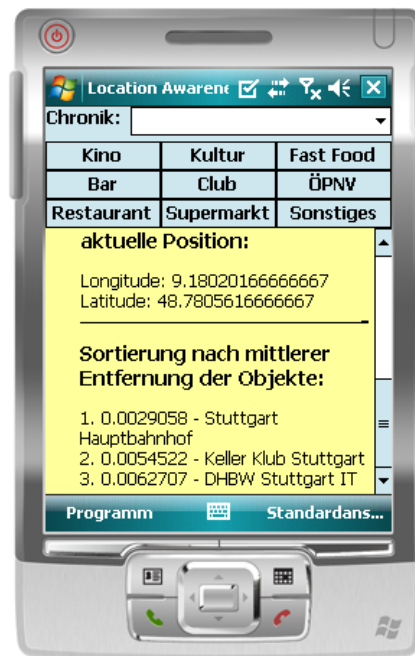 Location Awarene
Chronik:
Kino Kultur Fast Food
Bar Club ÖPNV
Restaurant Supermarkt Sonstiges
aktuelle Position:
Longitude: 9.18020166666667
Latitude: 48.7805616666667
Sortierung nach mittlerer
Entfernung der Objekte:
1. 0.0029058 - Stuttgart
Hauptbahnhof
2. 0.0054522 - Keller Klub Stuttgart
3. 0.0062707 - DHBW Stuttgart IT
Programm Standardans...